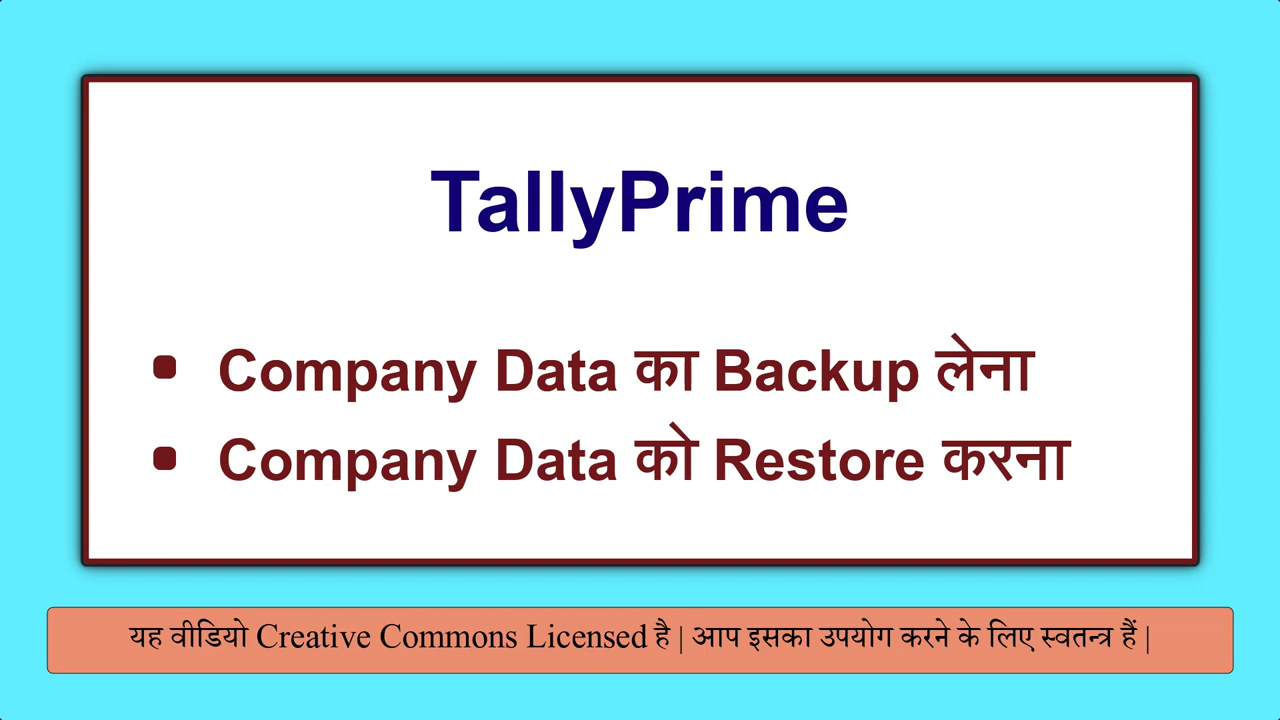 TallyPrime
▪ Company Data का Backup लेना
▪ Company Data को Restore करना
यह वीडियो Creative Commons Licensed है | आप इसका उपयोग करने के लिए स्वतन्त्र हैं |